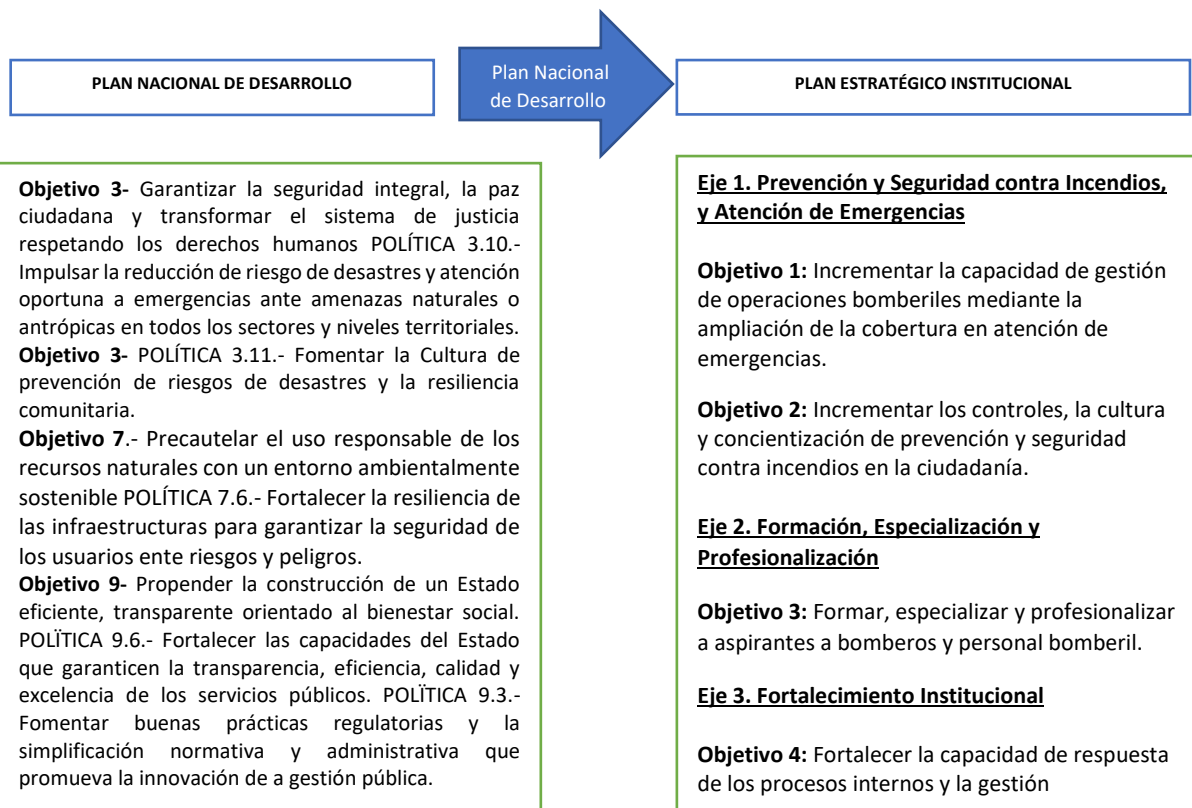 PLAN NACIONAL DE DESARROLLO
Plan Nacional
de Desarrollo
PLAN ESTRATÉGICO INSTITUCIONAL
Objetivo 3- Garantizar la seguridad integral, la paz
ciudadana y transformar el sistema de justicia
respetando los derechos humanos POLÍTICA 3.10.-
Impulsar la reducción de riesgo de desastres y atención
oportuna a emergencias ante amenazas naturales o
antrópicas en todos los sectores y niveles territoriales.
Objetivo 3- POLÍTICA 3.11.- Fomentar la Cultura de
prevención de riesgos de desastres y la resiliencia
comunitaria.
Objetivo 7.- Precautelar el uso responsable de los
recursos naturales con un entorno ambientalmente
sostenible POLÍTICA 7.6.- Fortalecer la resiliencia de
las infraestructuras para garantizar la seguridad de
los usuarios ente riesgos y peligros.
Objetivo 9- Propender la construcción de un Estado
eficiente, transparente orientado al bienestar social.
POLÏTICA 9.6.- Fortalecer las capacidades del Estado
que garanticen la transparencia, eficiencia, calidad y
excelencia de los servicios públicos. POLÏTICA 9.3.-
Fomentar buenas prácticas regulatorias y la
simplificación normativa y administrativa que
promueva la innovación de a gestión pública.
Eje 1. Prevención y Seguridad contra Incendios,
y Atención de Emergencias
Objetivo 1: Incrementar la capacidad de gestión
de operaciones bomberiles mediante la
ampliación de la cobertura en atención de
emergencias.
Objetivo 2: Incrementar los controles, la cultura
y concientización de prevención y seguridad
contra incendios en la ciudadanía.
Eje 2. Formación, Especialización y
Profesionalización
Objetivo 3: Formar, especializar y profesionalizar
a aspirantes a bomberos y personal bomberil.
Eje 3. Fortalecimiento Institucional
Objetivo 4: Fortalecer la capacidad de respuesta
de los procesos internos y la gestión